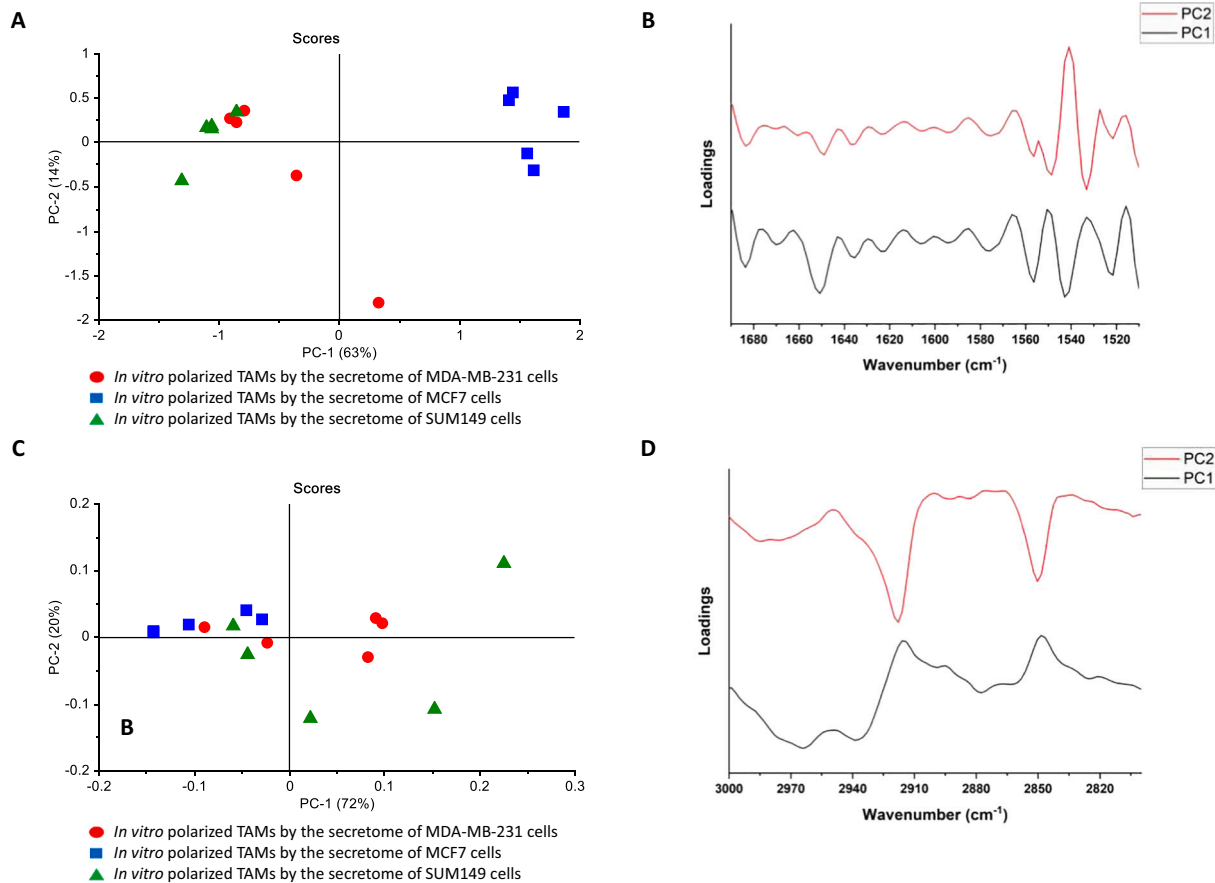 A
Scores
1
0.5
0
-0.5
-1
-1.5
-2
PC-2 (14%)
-2
-1
0
1
2
PC-1 (63%)
In vitro polarized TAMs by the secretome of MDA-MB-231 cells
In vitro polarized TAMs by the secretome of MCF7 cells
In vitro polarized TAMs by the secretome of SUM149 cells
B
PC2
PC1
Loadings
1680
1660
1640
1620
1600
1580
1560
1540
1520
Wavenumber (cm⁻¹)
C
Scores
0.2
0.1
0
-0.1
-0.2
PC-2 (20%)
B
-0.2
-0.1
0
0.1
0.2
0.3
PC-1 (72%)
In vitro polarized TAMs by the secretome of MDA-MB-231 cells
In vitro polarized TAMs by the secretome of MCF7 cells
In vitro polarized TAMs by the secretome of SUM149 cells
D
PC2
PC1
Loadings
3000
2970
2940
2910
2880
2850
2820
Wavenumber (cm⁻¹)